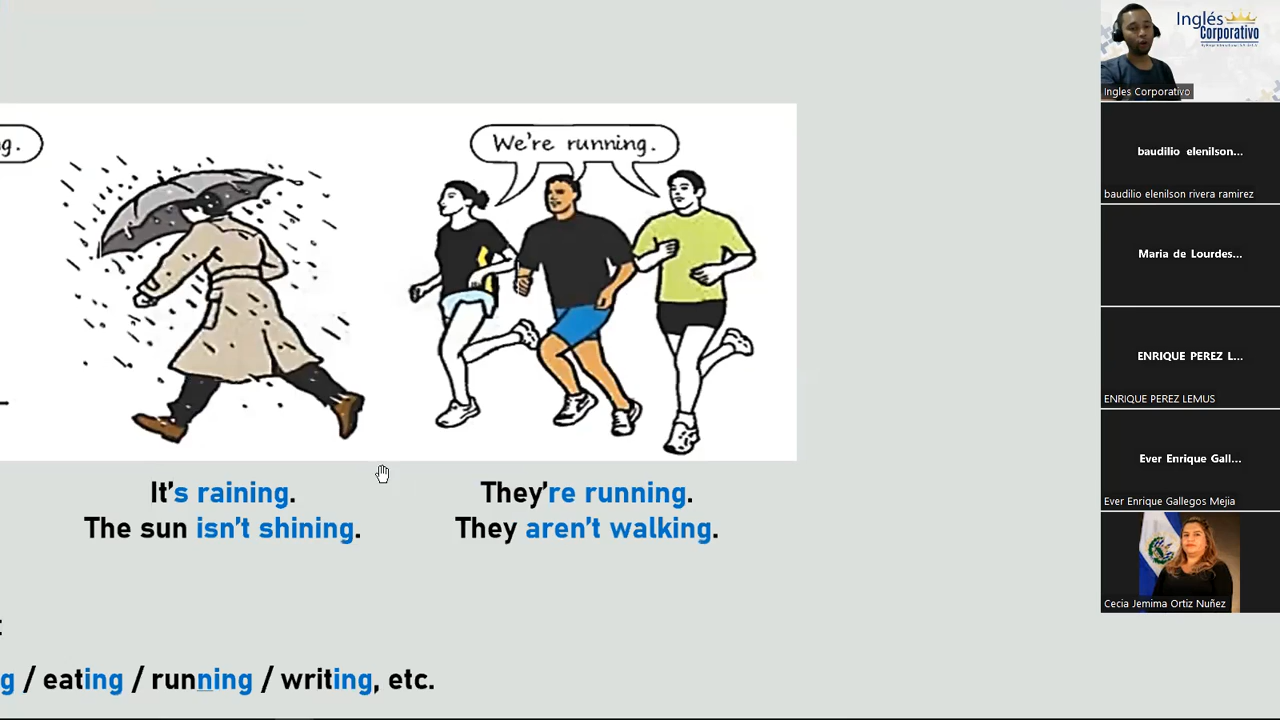 g.
We're running.
It's raining.
The sun isn't shining.
They're running.
They aren't walking.
g / eating / running / writing, etc.
Inglés
Corporativo
Ingles Corporativo
baudilio elenilson...
baudilio elenilson rivera ramirez
Maria de Lourdes...
ENRIQUE PEREZ L...
ENRIQUE PEREZ LEMUS
Ever Enrique Gall...
Ever Enrique Gallegos Mejia
Cecia Jemima Ortiz Nuñez